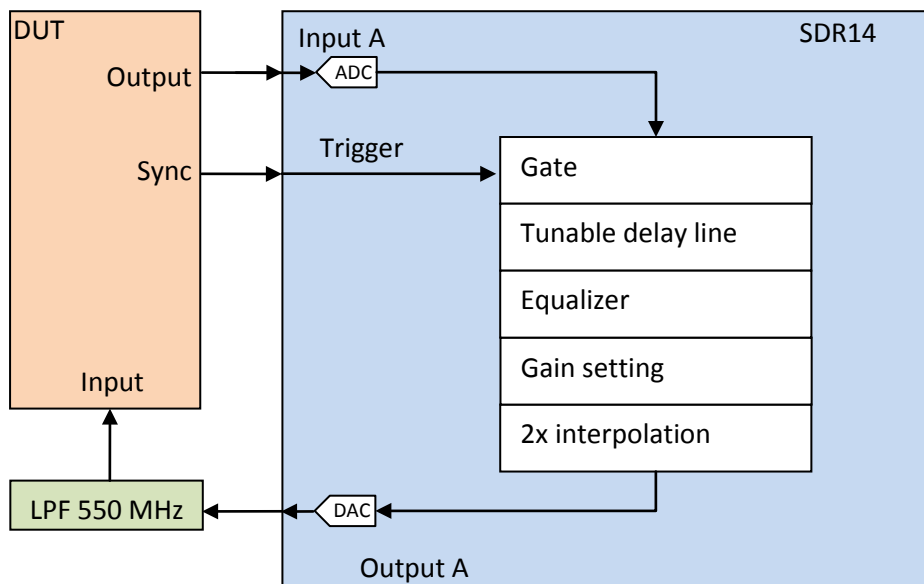 DUT
Input A
SDR14
Output
ADC
Trigger
Sync
Gate
Tunable delay line
Equalizer
Gain setting
Input
2x interpolation
LPF 550 MHz
DAC
Output A